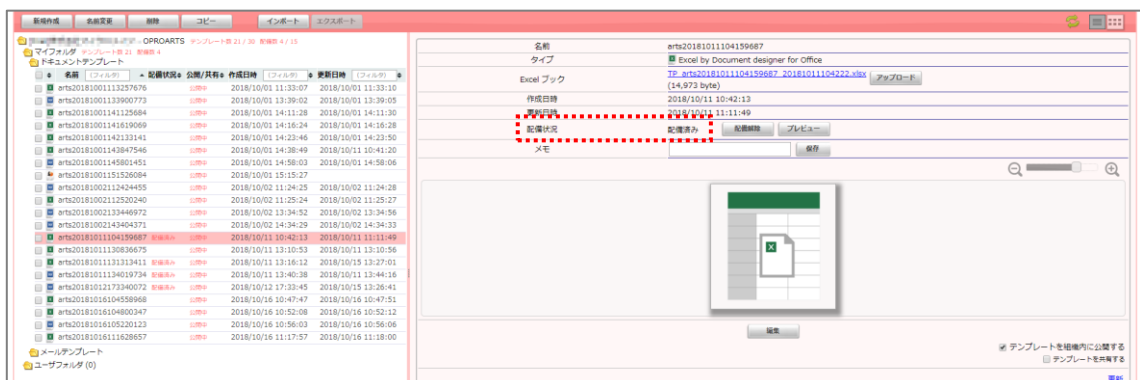 新規作成 名前変更 削除 コピー インポート エクスポート
- OPROARTS テンプレート数 21 / 30 配備数 4 / 15
マイフォルダ テンプレート数 21 配備数 4
ドキュメントテンプレート
名前 (フィルタ) 配備状況 公開/共有 作成日時 (フィルタ) 更新日時 (フィルタ)
arts20181001113257676 公開中 2018/10/01 11:33:07 2018/10/01 11:33:10
arts20181001133900773 公開中 2018/10/01 13:39:02 2018/10/01 13:39:05
arts20181001141125684 公開中 2018/10/01 14:11:28 2018/10/01 14:11:30
arts20181001141619069 公開中 2018/10/01 14:16:24 2018/10/01 14:16:28
arts20181001142133141 公開中 2018/10/01 14:23:46 2018/10/01 14:23:50
arts20181001143847546 公開中 2018/10/01 14:38:49 2018/10/11 10:41:20
arts20181001145801451 公開中 2018/10/01 14:58:03 2018/10/01 14:58:06
arts20181001151526084 公開中 2018/10/01 15:15:27
arts20181002112424455 公開中 2018/10/02 11:24:25 2018/10/02 11:24:28
arts20181002112520240 公開中 2018/10/02 11:25:24 2018/10/02 11:25:27
arts20181002133446972 公開中 2018/10/02 13:34:52 2018/10/02 13:34:56
arts20181002143404371 公開中 2018/10/02 14:34:29 2018/10/02 14:34:33
arts20181011104159687 配備済み 公開中 2018/10/11 10:42:13 2018/10/11 11:11:49
arts20181011130836675 公開中 2018/10/11 13:10:53 2018/10/11 13:10:56
arts20181011131313411 配備済み 公開中 2018/10/11 13:16:12 2018/10/15 13:27:01
arts20181011134019734 配備済み 公開中 2018/10/11 13:40:38 2018/10/11 13:44:16
arts20181012173340072 配備済み 公開中 2018/10/12 17:33:45 2018/10/15 13:26:41
arts20181016104558968 公開中 2018/10/16 10:47:47 2018/10/16 10:47:51
arts20181016104800347 公開中 2018/10/16 10:52:08 2018/10/16 10:52:12
arts20181016105220123 公開中 2018/10/16 10:56:03 2018/10/16 10:56:06
arts20181016111628657 公開中 2018/10/16 11:17:57 2018/10/16 11:18:00
メールテンプレート
ユーザフォルダ (0)
名前 arts20181011104159687
タイプ Excel by Document designer for Office
Excel ブック TP_arts20181011104159687_20181011104222.xlsx アップロード
(14,973 byte)
作成日時 2018/10/11 10:42:13
更新日時 2018/10/11 11:11:49
配備状況 配備済み 配備解除 プレビュー
メモ 保存
編集
テンプレートを組織内に公開する
テンプレートを共有する
更新